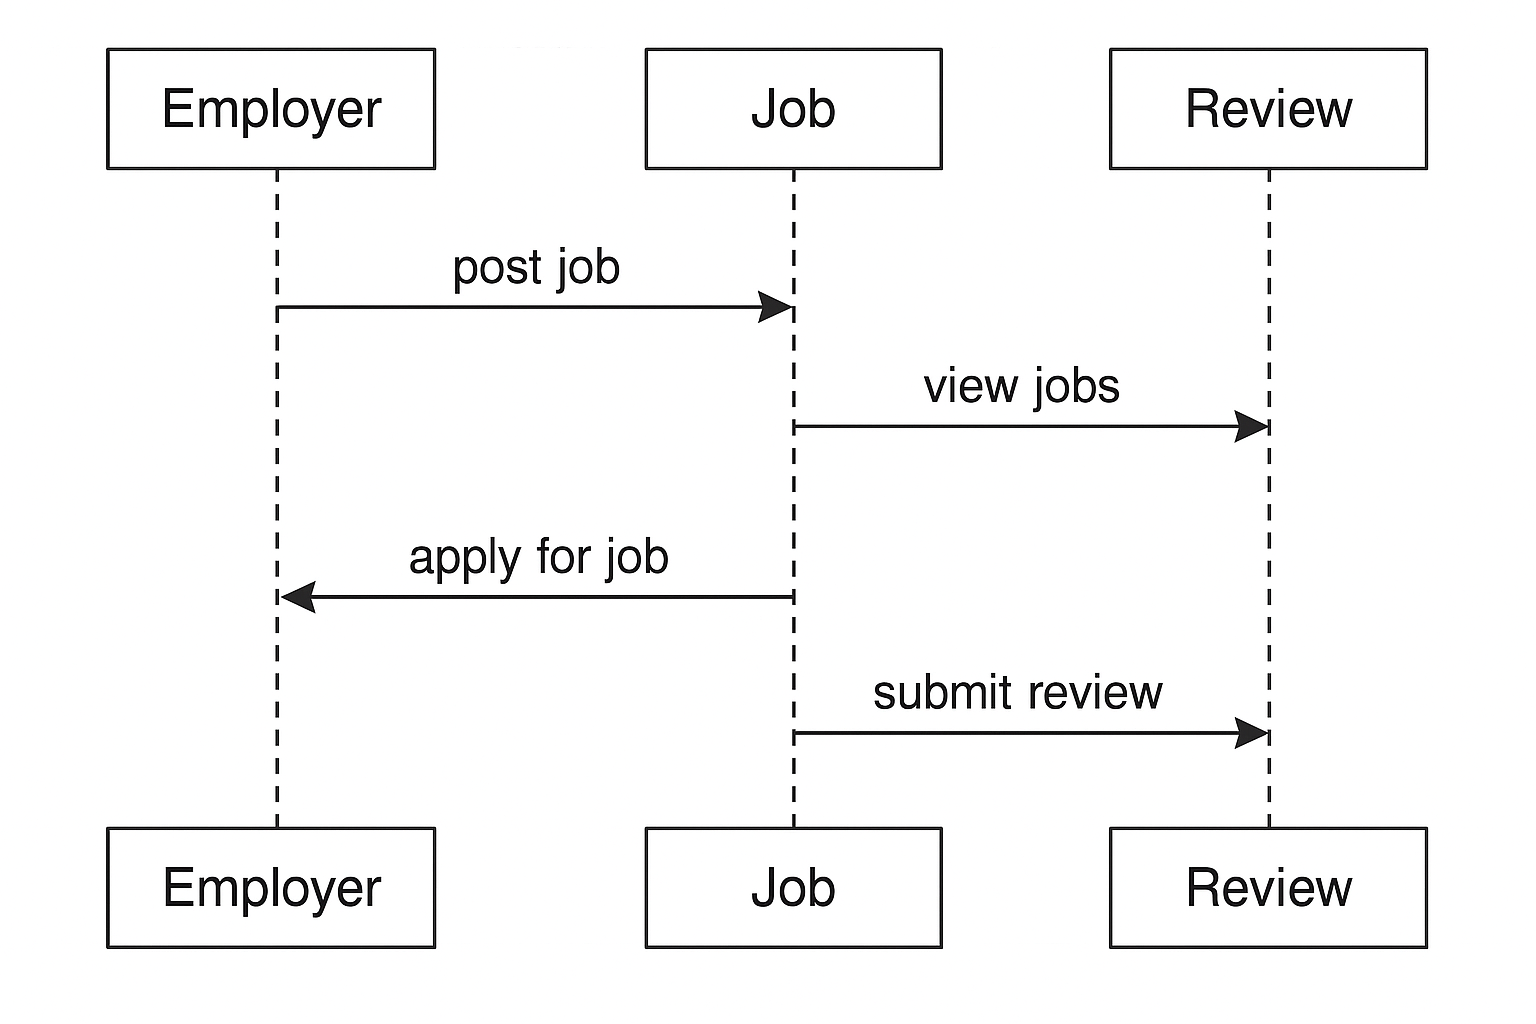 Employer
Job
Review
post job
view jobs
apply for job
submit review
Employer
Job
Review